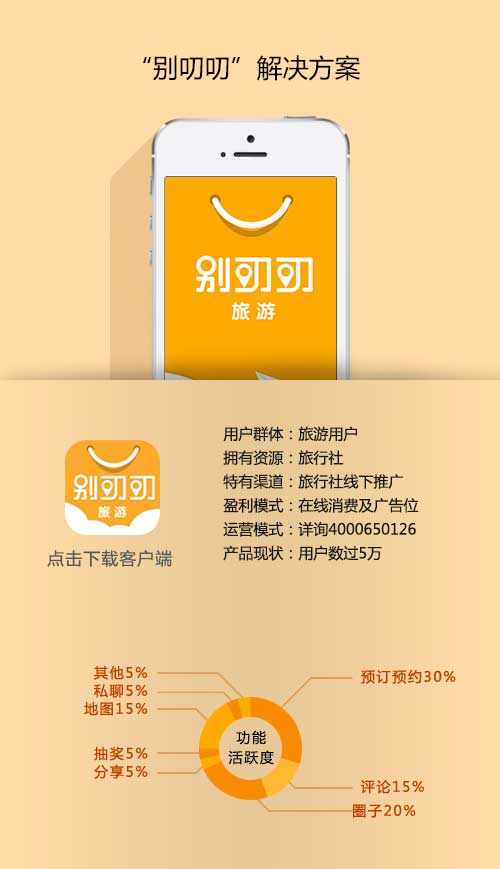 “别叨叨”解决方案
别叨叨
旅游
用户群体：旅游用户
拥有资源：旅行社
特有渠道：旅行社线下推广
盈利模式：在线消费及广告位
运营模式：详询4000650126
产品现状：用户数过5万
别叨叨
旅游
点击下载客户端
其他5%
私聊5%
地图15%
抽奖5%
分享5%
功能
活跃度
预订预约30%
评论15%
圈子20%